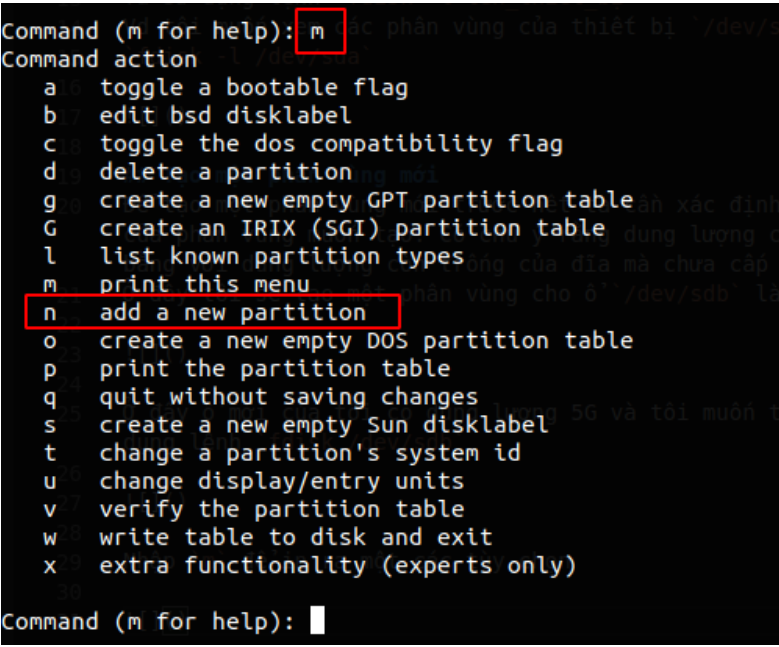 Command (m for help): m
Command action
a toggle a bootable flag
b edit bsd disklabel
c toggle the dos compatibility flag
d delete a partition
g create a new empty GPT partition table
G create an IRIX (SGI) partition table
l list known partition types
m print this menu
n add a new partition
o create a new empty DOS partition table
p print the partition table
q quit without saving changes
s create a new empty Sun disklabel
t change a partition's system id
u change display/entry units
v verify the partition table
w write table to disk and exit
x extra functionality (experts only)
Command (m for help):